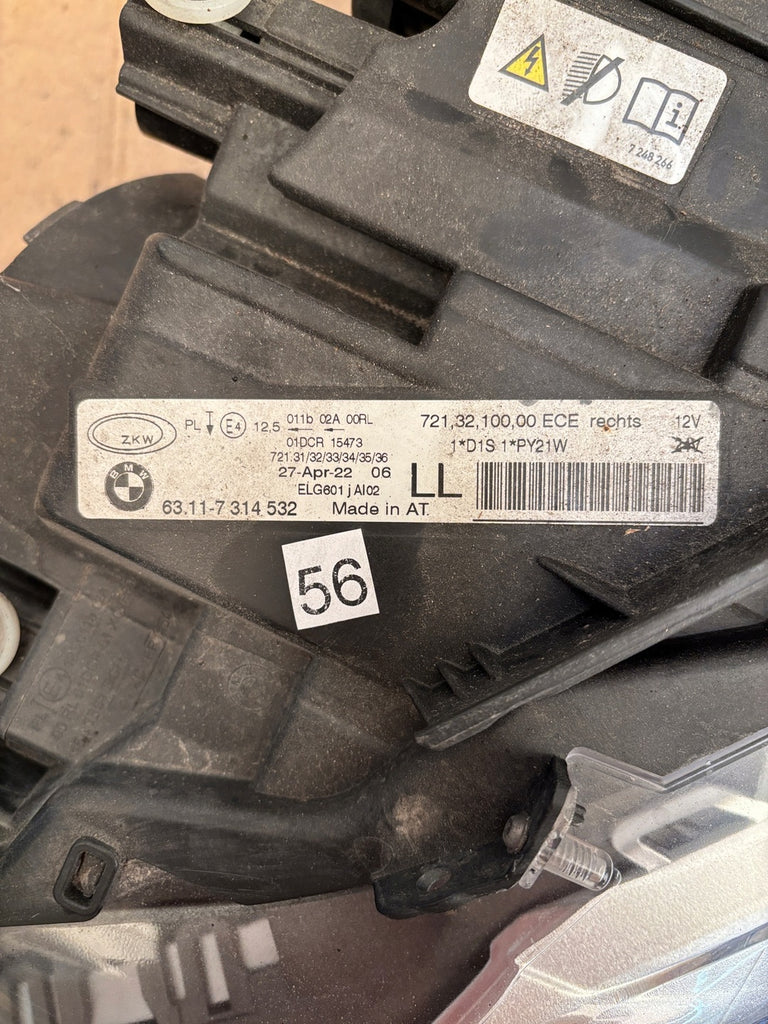 7 248 266
ZKW
PL E4 12,5 011b 02A 00RL
01DCR 15473
721.31/32/33/34/35/36
27-Apr-22 06
ELG601 j AI02
BMW
63.11-7 314 532
Made in AT.
LL
721,32,100,00 ECE rechts 12V
1*D1S 1*PY21W
56